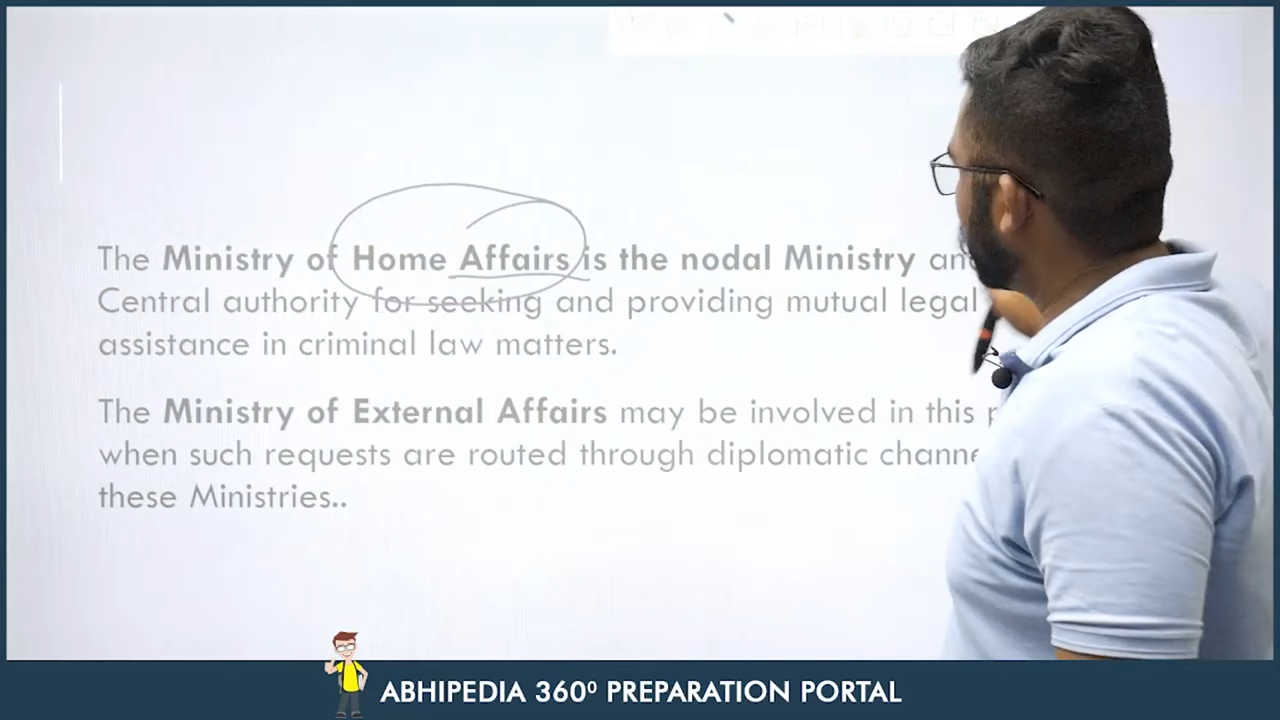 The Ministry of Home Affairs is the nodal Ministry
Central authority for seeking and providing mutual legal
assistance in criminal law matters.
The Ministry of External Affairs may be involved in this
when such requests are routed through diplomatic
these Ministries..
ABHIPEDIA 360⁰ PREPARATION PORTAL